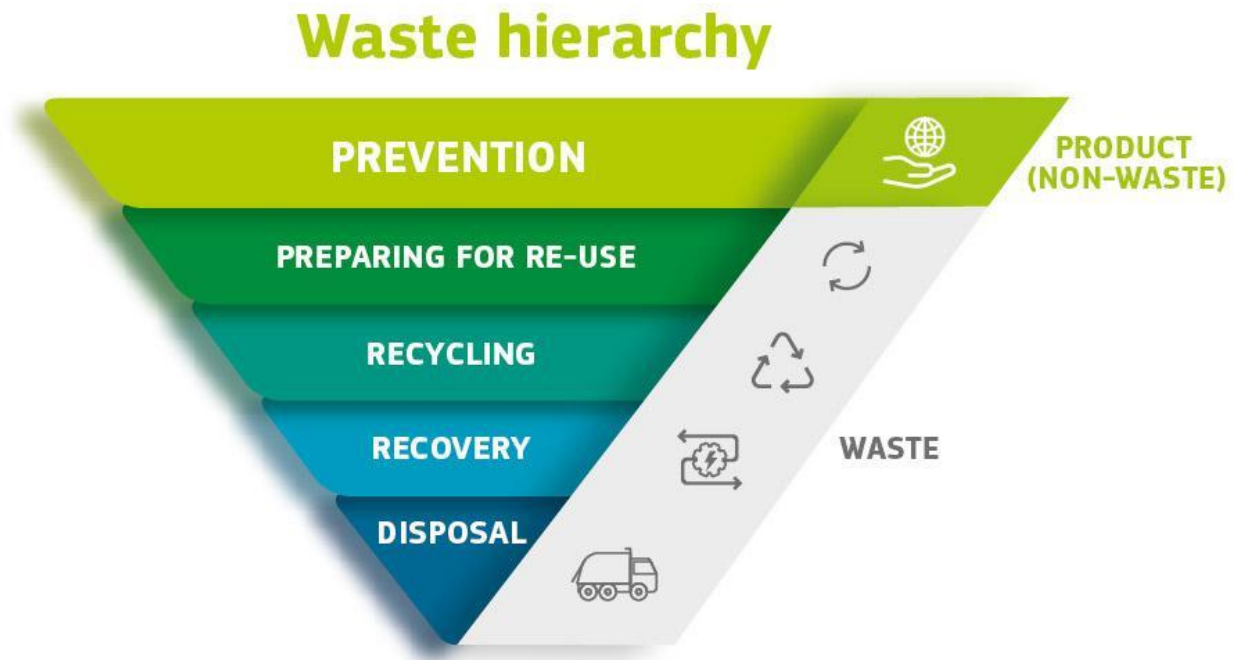 Waste hierarchy
PREVENTION
PRODUCT
(NON-WASTE)
PREPARING FOR RE-USE
RECYCLING
RECOVERY
WASTE
DISPOSAL